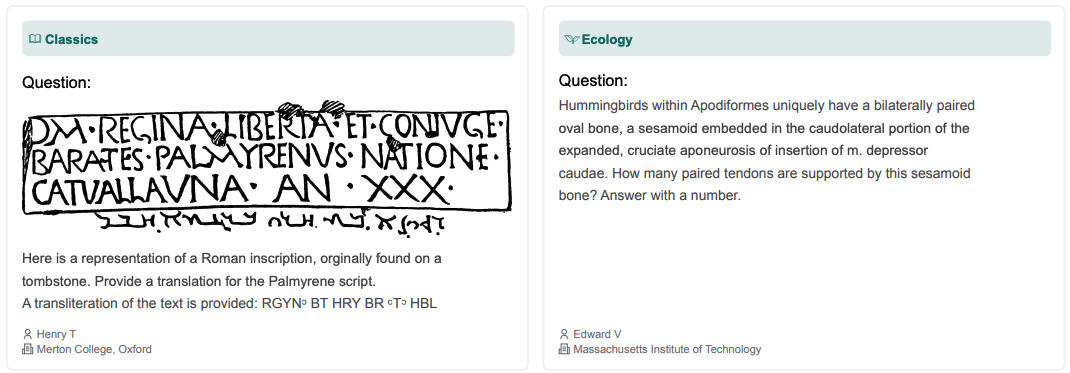 Classics
Question:
DM·REGINA·LIBERTA·ET·CONIVGE·
BARATES·PALMYRENVS·NATIONE·
CATVALLAVNA· AN ·XXX·
Here is a representation of a Roman inscription, orginally found on a
tombstone. Provide a translation for the Palmyrene script.
A transliteration of the text is provided: RGYNᵓ BT HRY BR ᶜTᵓ HBL
Henry T
Merton College, Oxford
Ecology
Question:
Hummingbirds within Apodiformes uniquely have a bilaterally paired
oval bone, a sesamoid embedded in the caudolateral portion of the
expanded, cruciate aponeurosis of insertion of m. depressor
caudae. How many paired tendons are supported by this sesamoid
bone? Answer with a number.
Edward V
Massachusetts Institute of Technology